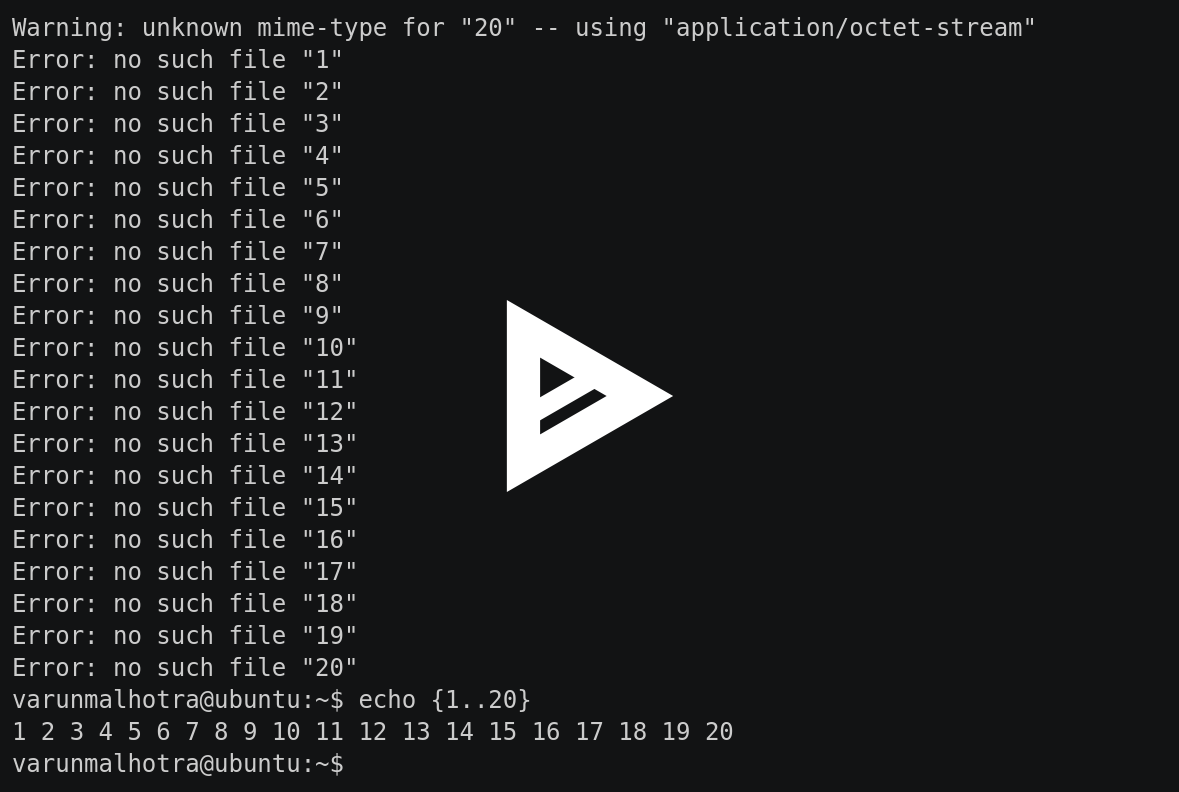 Warning: unknown mime-type for "20" -- using "application/octet-stream"
Error: no such file "1"
Error: no such file "2"
Error: no such file "3"
Error: no such file "4"
Error: no such file "5"
Error: no such file "6"
Error: no such file "7"
Error: no such file "8"
Error: no such file "9"
Error: no such file "10"
Error: no such file "11"
Error: no such file "12"
Error: no such file "13"
Error: no such file "14"
Error: no such file "15"
Error: no such file "16"
Error: no such file "17"
Error: no such file "18"
Error: no such file "19"
Error: no such file "20"
varunmalhotra@ubuntu:~$ echo {1..20}
1 2 3 4 5 6 7 8 9 10 11 12 13 14 15 16 17 18 19 20
varunmalhotra@ubuntu:~$